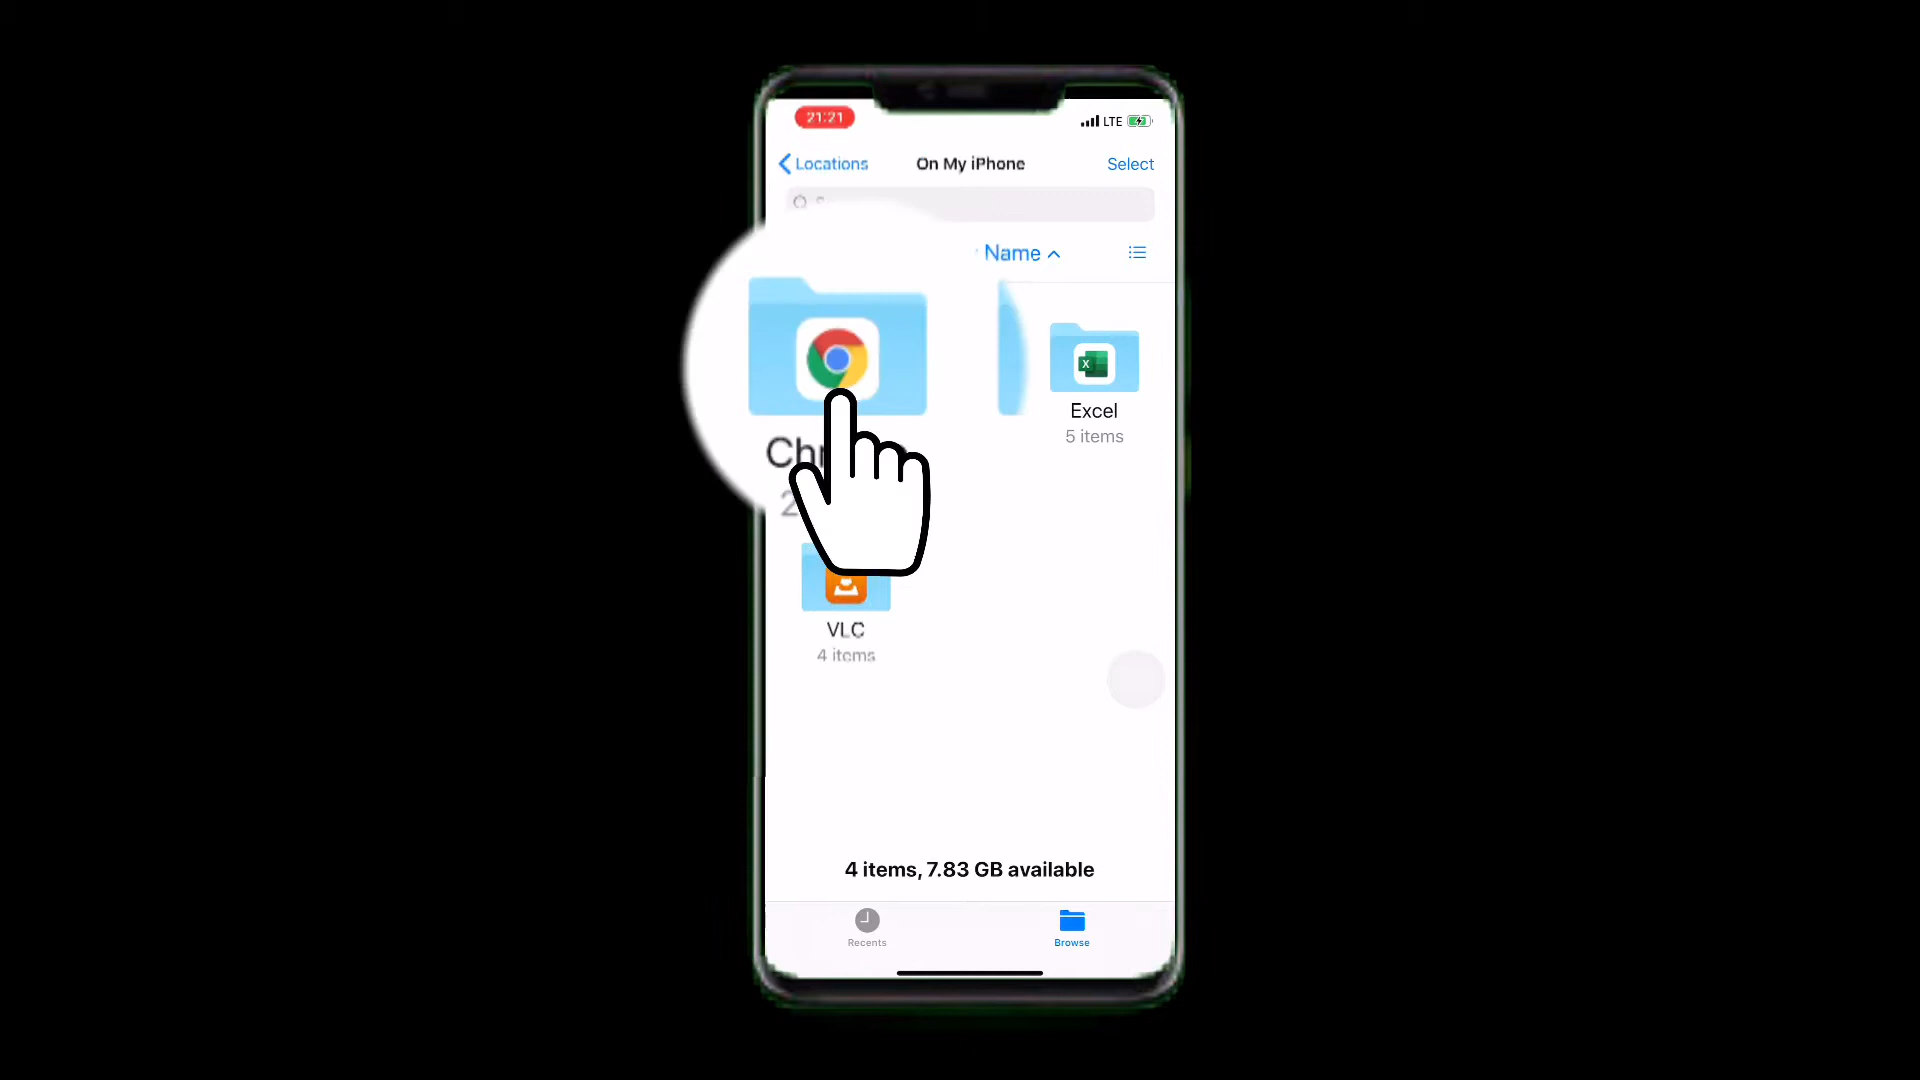 21:21
LTE
Locations
On My iPhone
Select
Name
Excel
5 items
VLC
4 items
4 items, 7.83 GB available
Recents
Browse